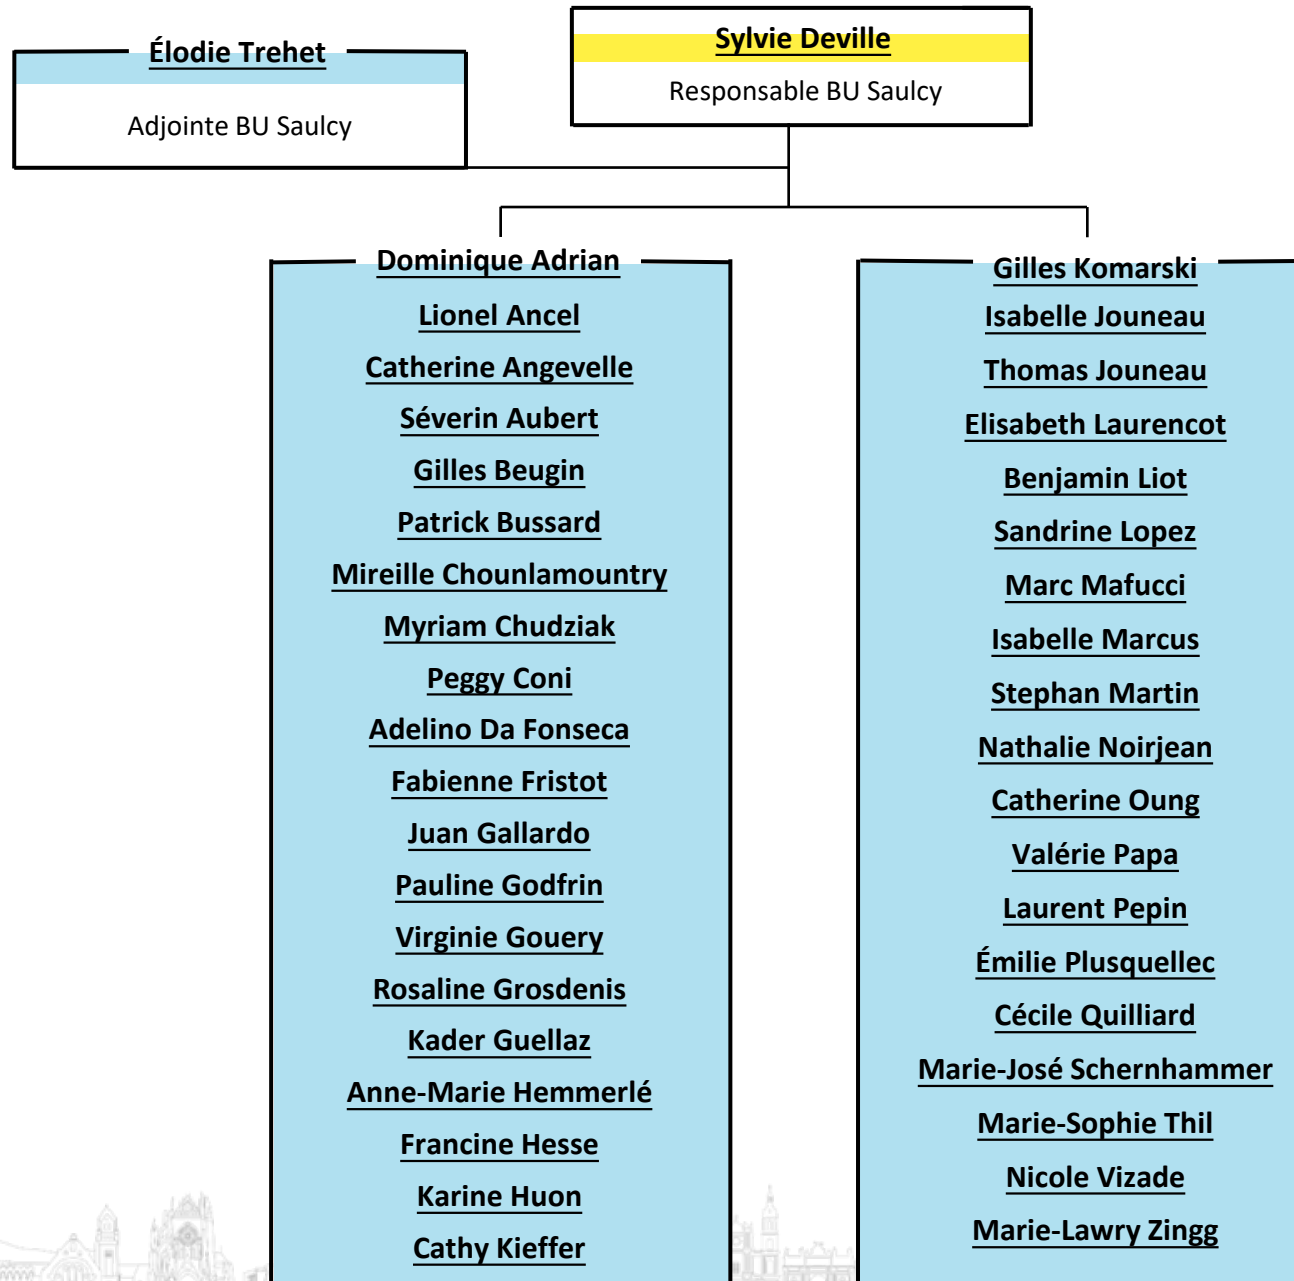 Élodie Trehet
Adjointe BU Saulcy
Sylvie Deville
Responsable BU Saulcy
Dominique Adrian
Lionel Ancel
Catherine Angevelle
Séverin Aubert
Gilles Beugin
Patrick Bussard
Mireille Chounlamountry
Myriam Chudziak
Peggy Coni
Adelino Da Fonseca
Fabienne Fristot
Juan Gallardo
Pauline Godfrin
Virginie Gouery
Rosaline Grosdenis
Kader Guellaz
Anne-Marie Hemmerlé
Francine Hesse
Karine Huon
Cathy Kieffer
Gilles Komarski
Isabelle Jouneau
Thomas Jouneau
Elisabeth Laurencot
Benjamin Liot
Sandrine Lopez
Marc Mafucci
Isabelle Marcus
Stephan Martin
Nathalie Noirjean
Catherine Oung
Valérie Papa
Laurent Pepin
Émilie Plusquellec
Cécile Quilliard
Marie-José Schernhammer
Marie-Sophie Thil
Nicole Vizade
Marie-Lawry Zingg